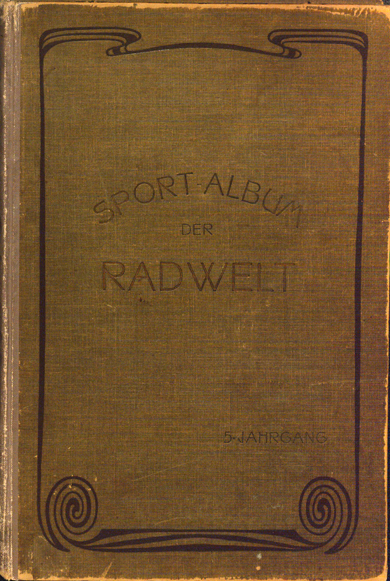 SPORT-ALBUM
DER
RADWELT
5. JAHRGANG